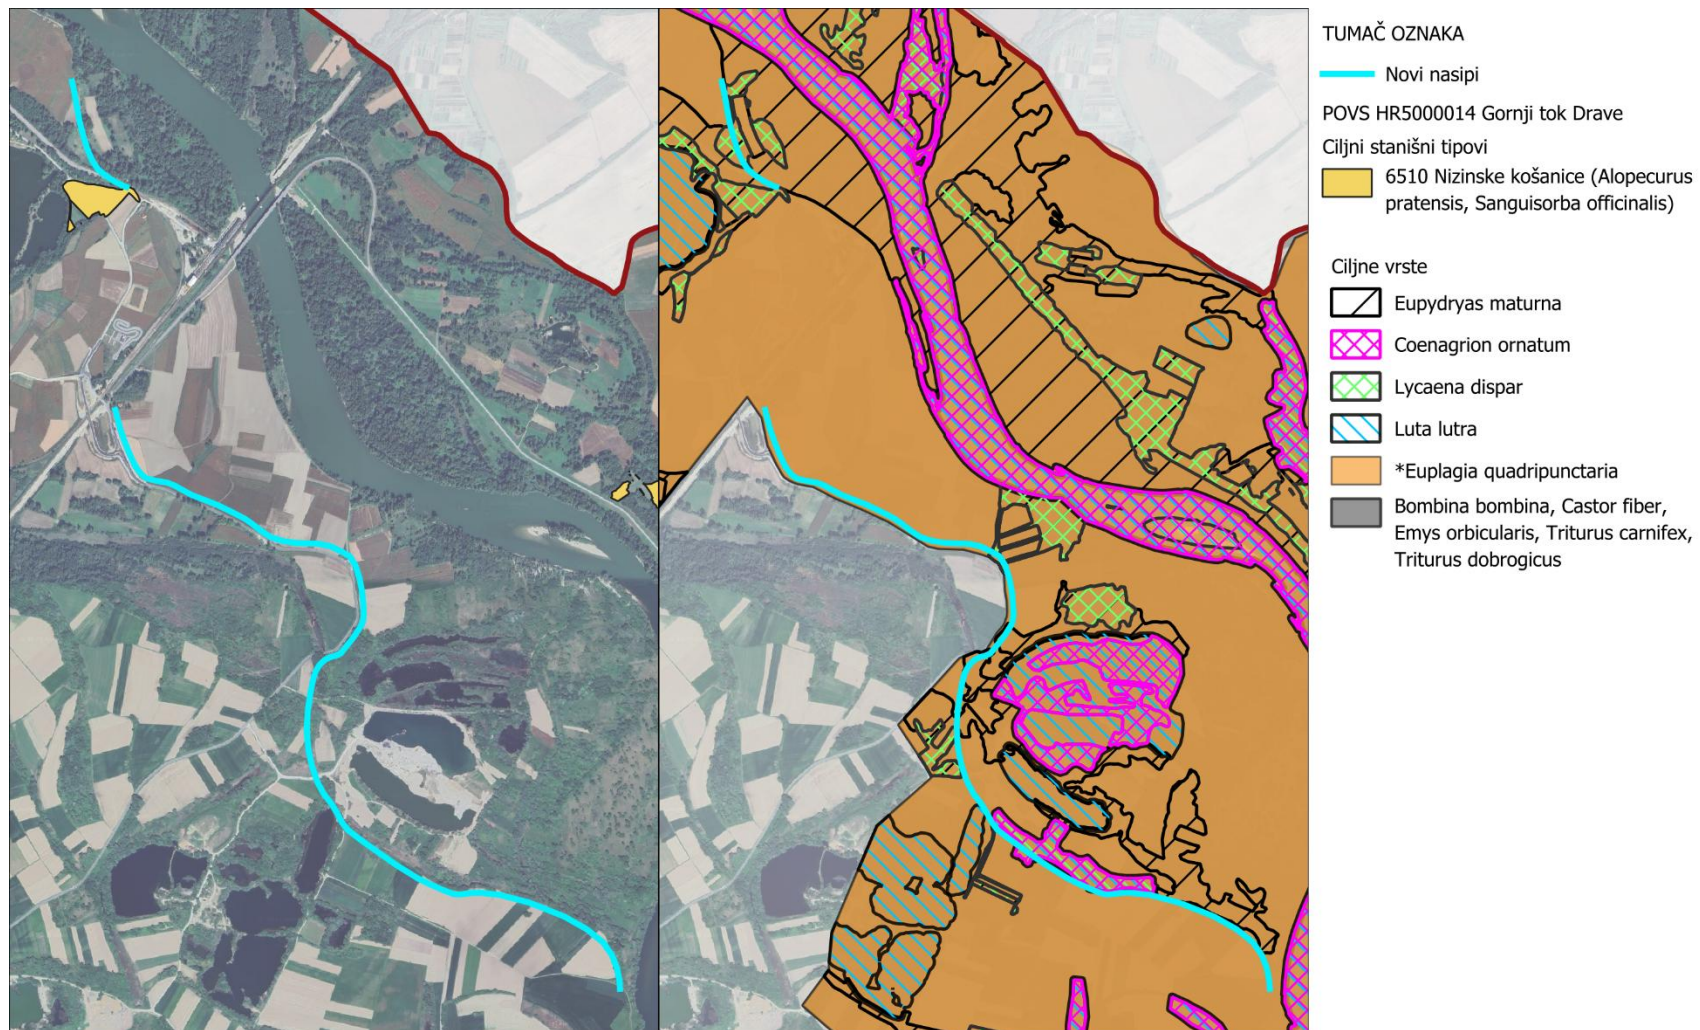 TUMAČ OZNAKA
Novi nasipi
POVS HR5000014 Gornji tok Drave
Ciljni stanišni tipovi
6510 Nizinske košanice (Alopecurus
pratensis, Sanguisorba officinalis)
Ciljne vrste
Eupydryas maturna
Coenagrion ornatum
Lycaena dispar
Luta lutra
*Euplagia quadripunctaria
Bombina bombina, Castor fiber,
Emys orbicularis, Triturus carnifex,
Triturus dobrogicus